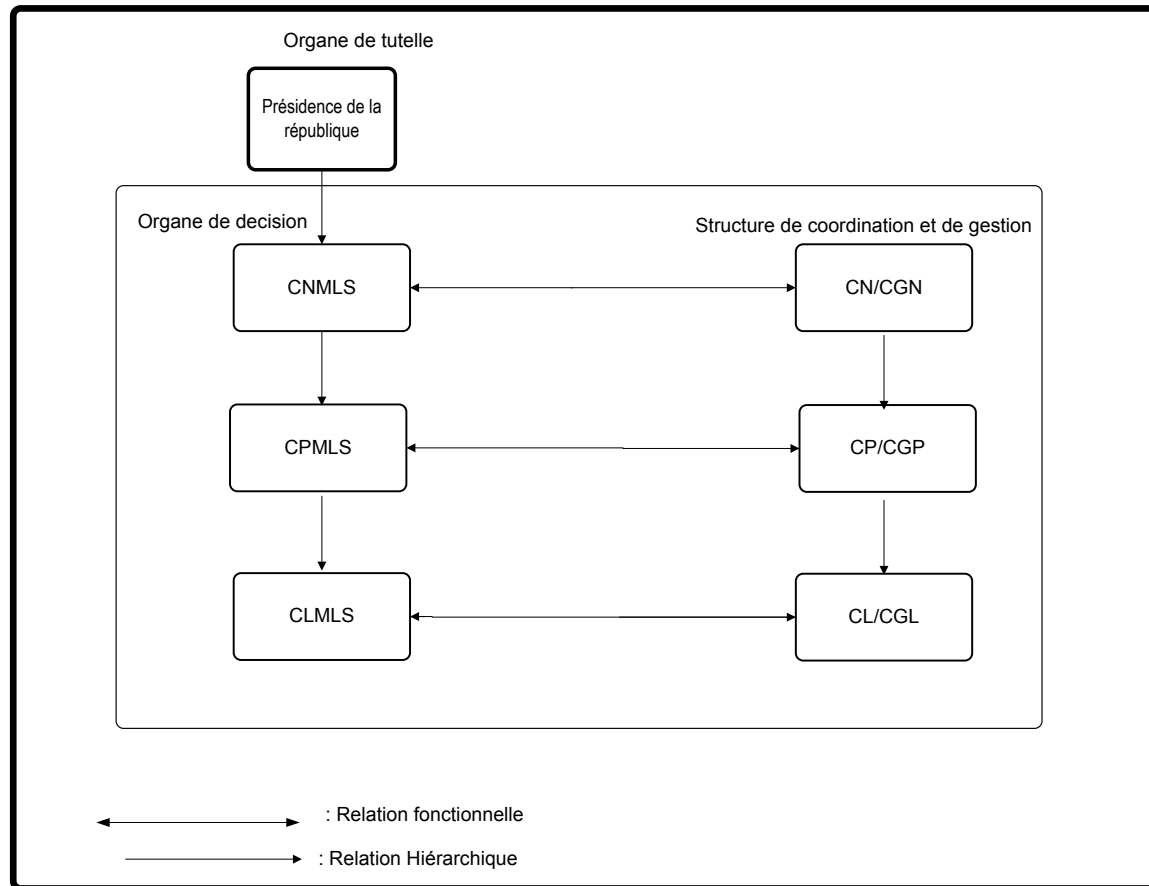 Organe de tutelle
Présidence de la
république
Organe de decision
Structure de coordination et de gestion
CNMLS
CN/CGN
CPMLS
CP/CGP
CLMLS
CL/CGL
: Relation fonctionnelle
: Relation Hiérarchique